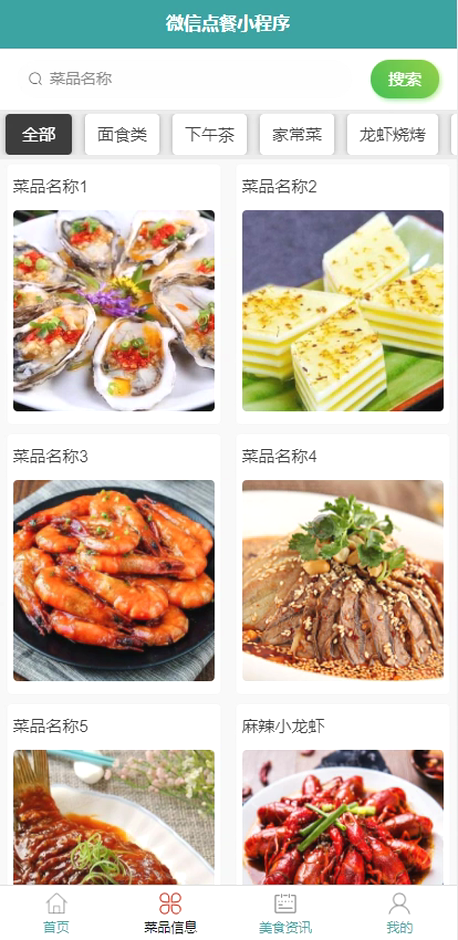 微信点餐小程序
菜品名称
搜索
全部
面食类
下午茶
家常菜
龙虾烧烤
菜品名称1
菜品名称2
菜品名称3
菜品名称4
菜品名称5
麻辣小龙虾
首页
菜品信息
美食资讯
我的